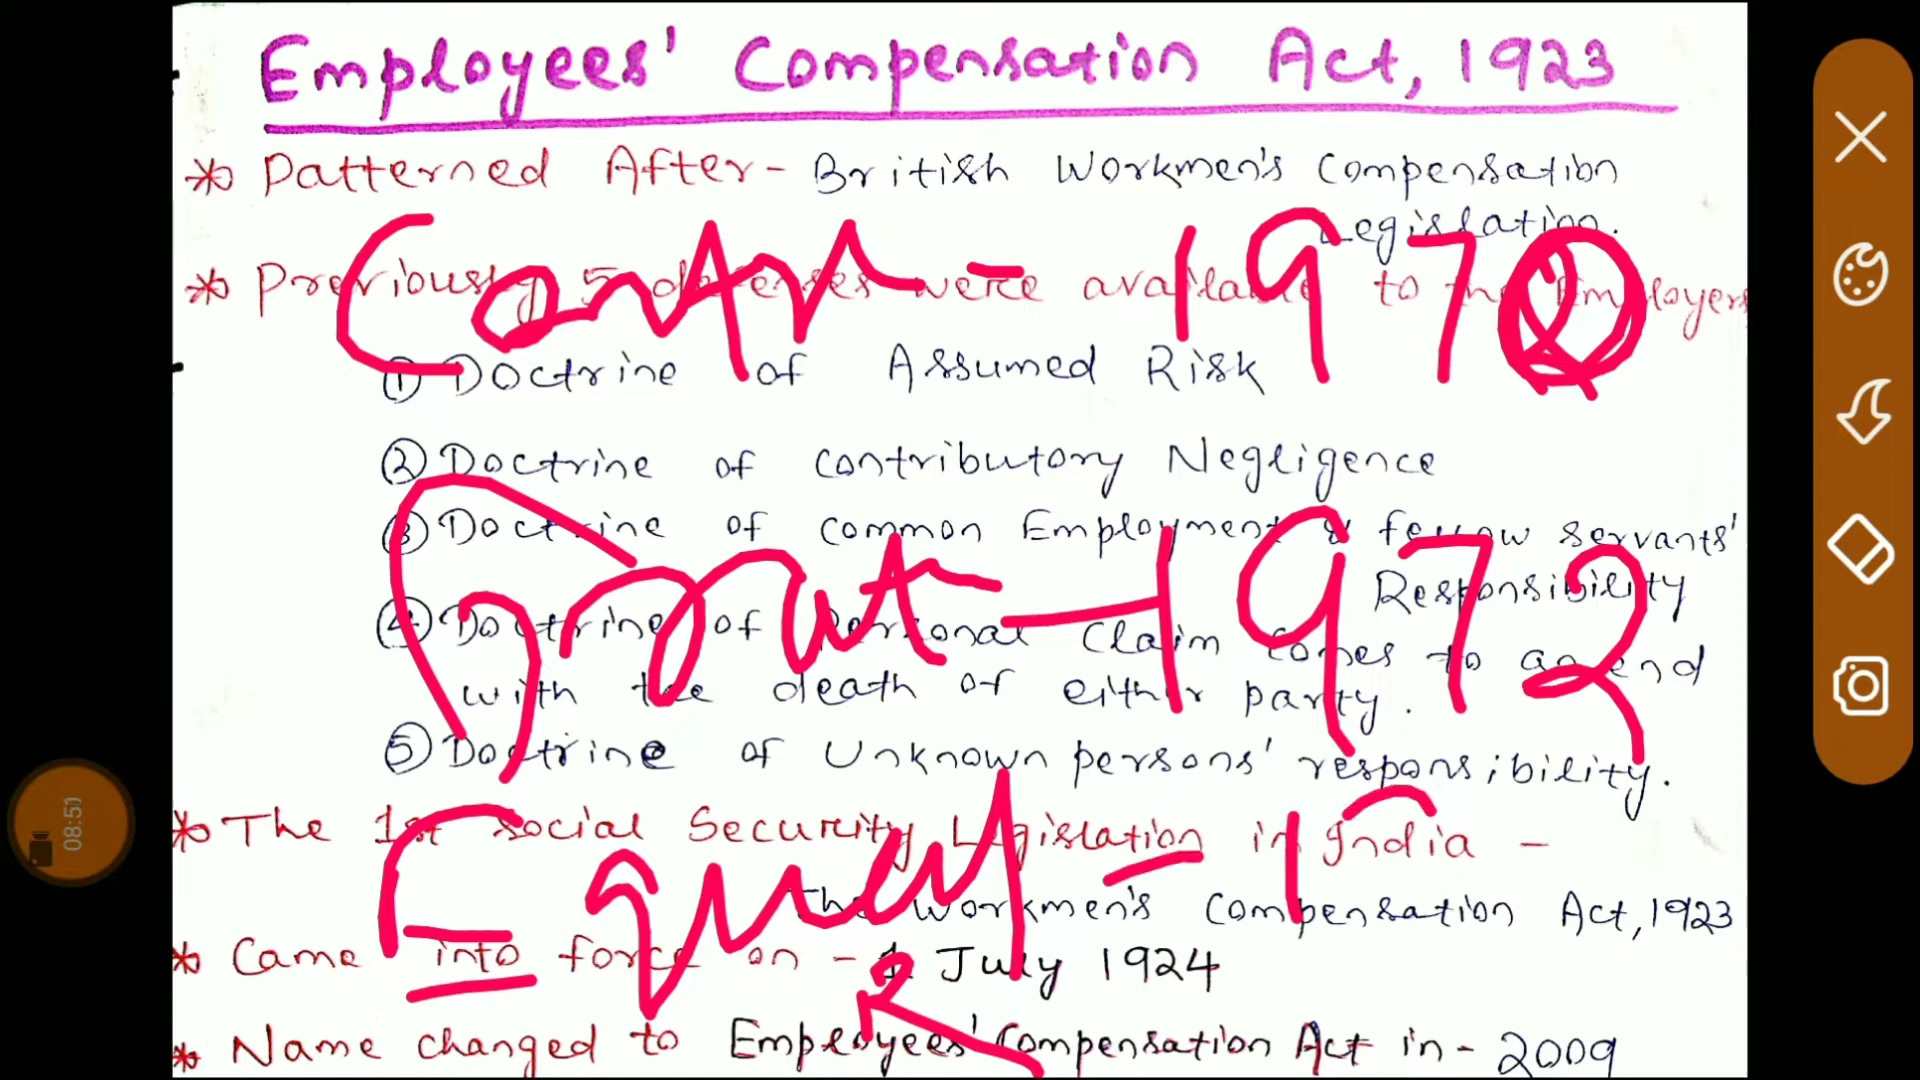 Employees' Compensation Act, 1923
* Patterned After - British Workmen's Compensation
Legislation.
* Previously 5 defenses were available to the Employers
Contr - 1970
① Doctrine of Assumed Risk
② Doctrine of Contributory Negligence
③ Doctrine of Common Employment & fellow servants'
Responsibility
1972
④ Doctrine of Personal Claim comes to an end
with the death of either party.
⑤ Doctrine of Unknown persons' responsibility.
* The 1st Social Security Legislation in India -
The Workmen's Compensation Act, 1923
Equal
* Came into force on - 1 July 1924
* Name changed to Employees' Compensation Act in - 2009
08:51